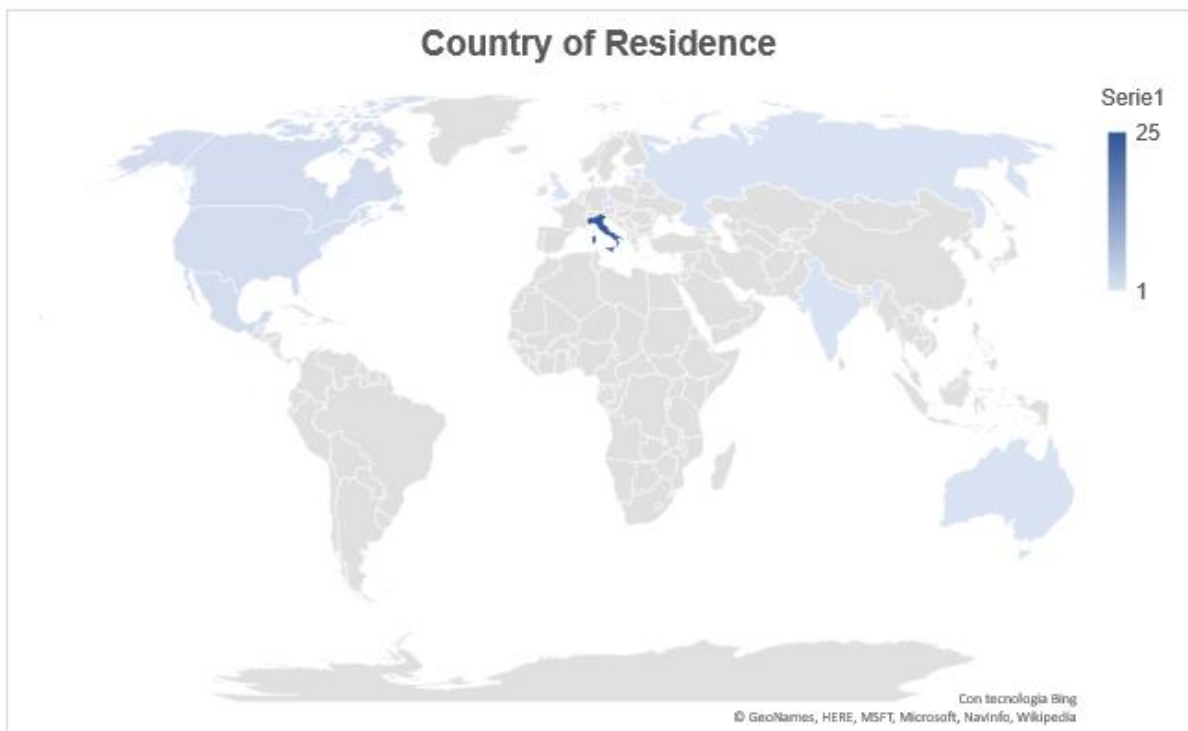 Country of Residence
Serie1
25
1
Con tecnologia Bing
© GeoNames, HERE, MSFT, Microsoft, NavInfo, Wikipedia